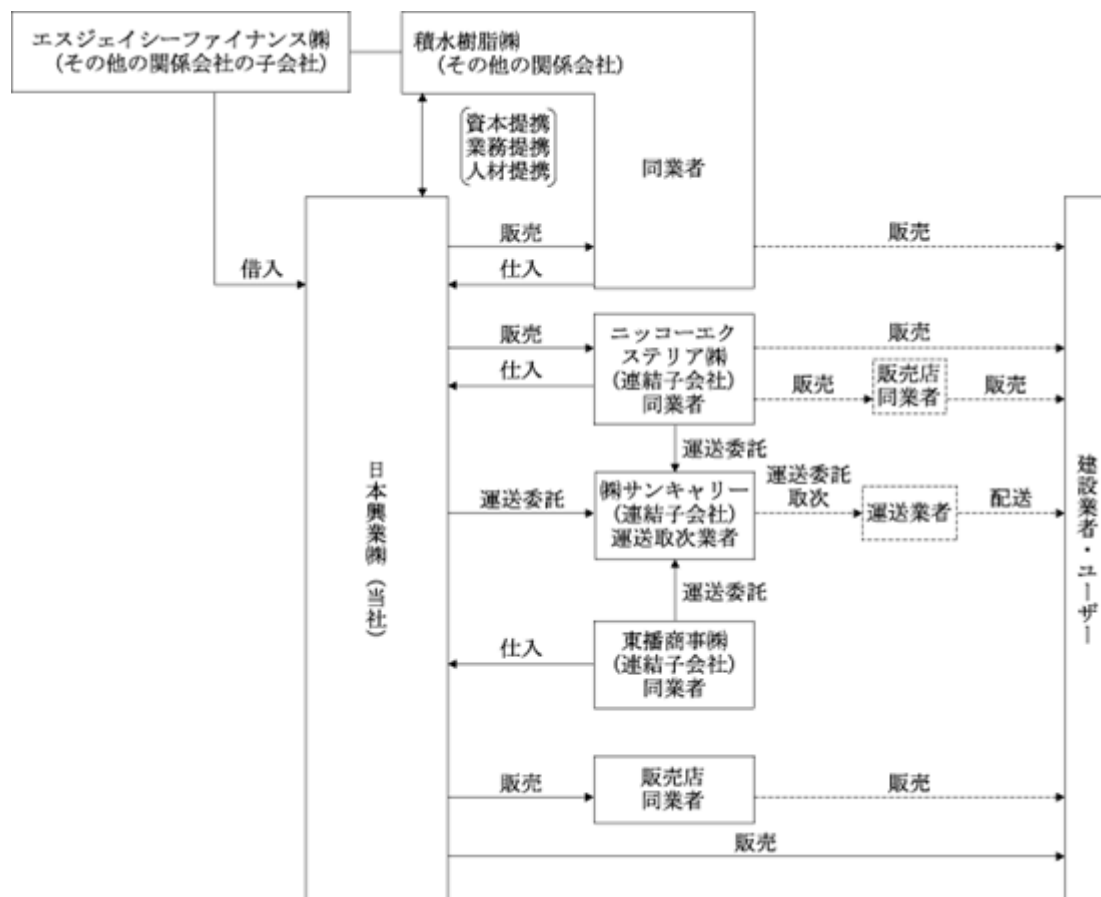 エスジェイシーファイナンス㈱
(その他の関係会社の子会社)
積水樹脂㈱
(その他の関係会社)
資本提携
業務提携
人材提携
同業者
販売
販売
借入
仕入
販売
ニッコーエク
ステリア㈱
(連結子会社)
同業者
販売
仕入
販売
販売店
同業者
販売
運送委託
運送委託
㈱サンキャリー
(連結子会社)
運送取次業者
運送委託
取次
運送業者
配送
日本興業㈱(当社)
建設業者・ユーザー
運送委託
仕入
東播商事㈱
(連結子会社)
同業者
販売
販売店
同業者
販売
販売